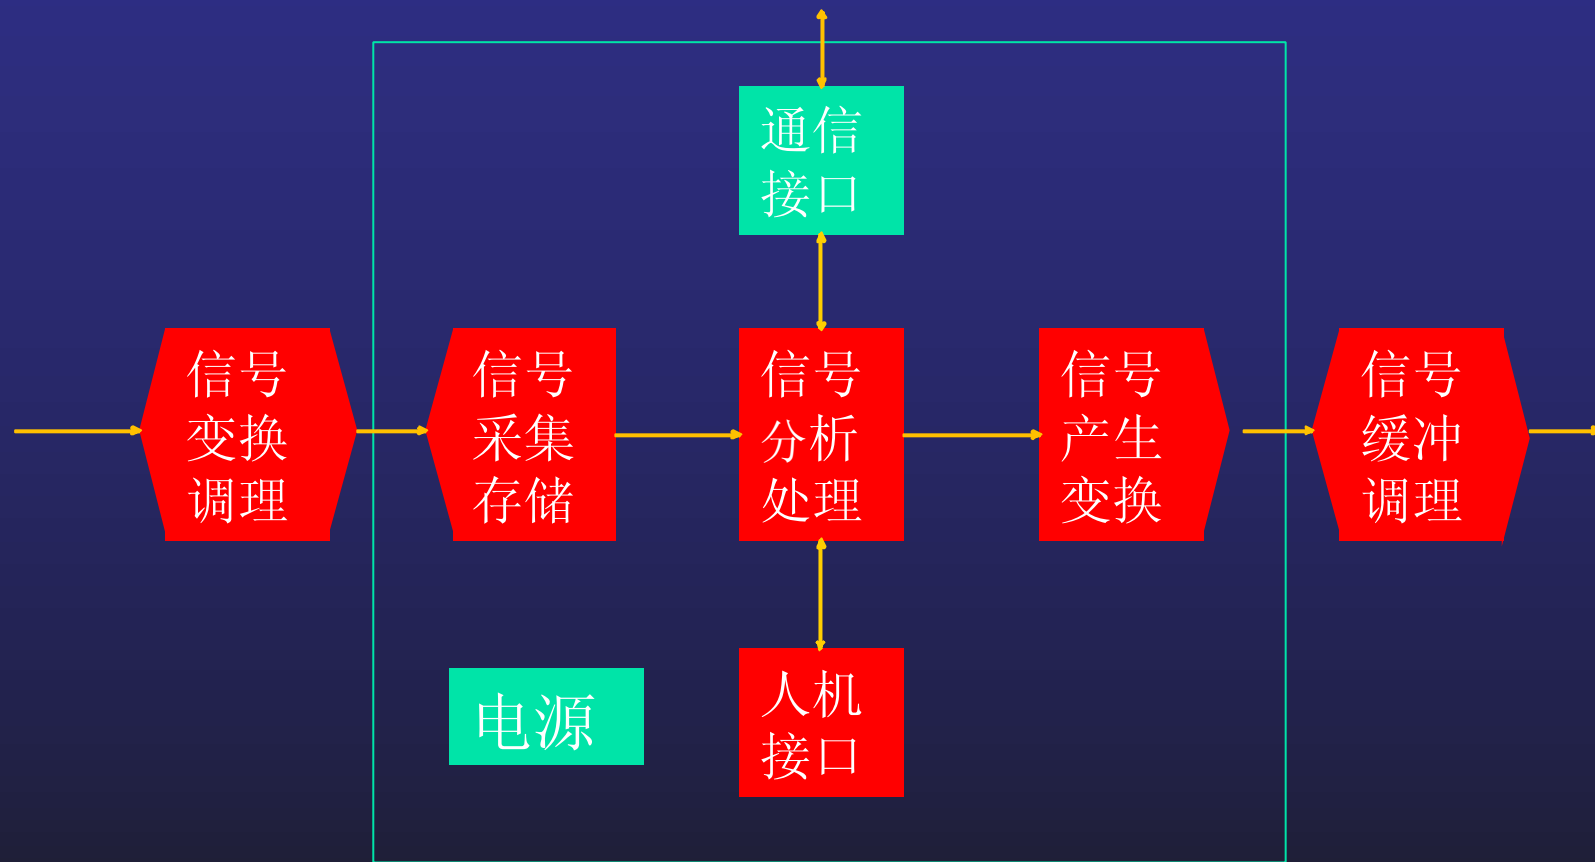 通信
接口
信号
变换
调理
信号
采集
存储
信号
分析
处理
信号
产生
变换
信号
缓冲
调理
电源
人机
接口